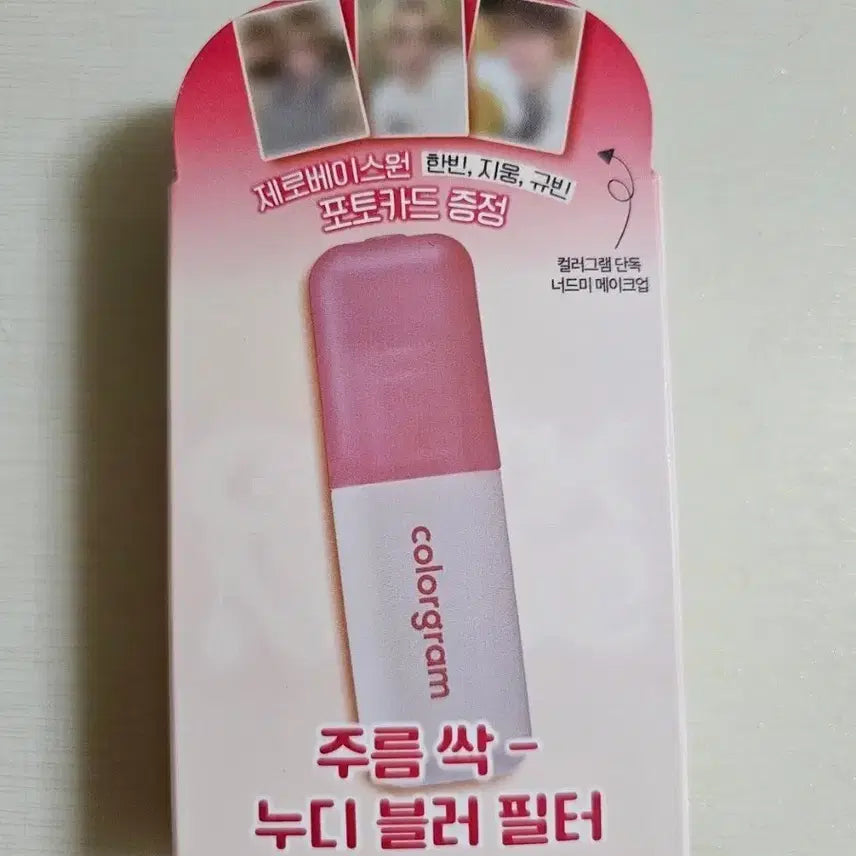 제로베이스원 한빈, 지웅, 규빈
포토카드 증정
컬러그램 단독
너드미 메이크업
colorgram
주름 싹 -
누디 블러 필터